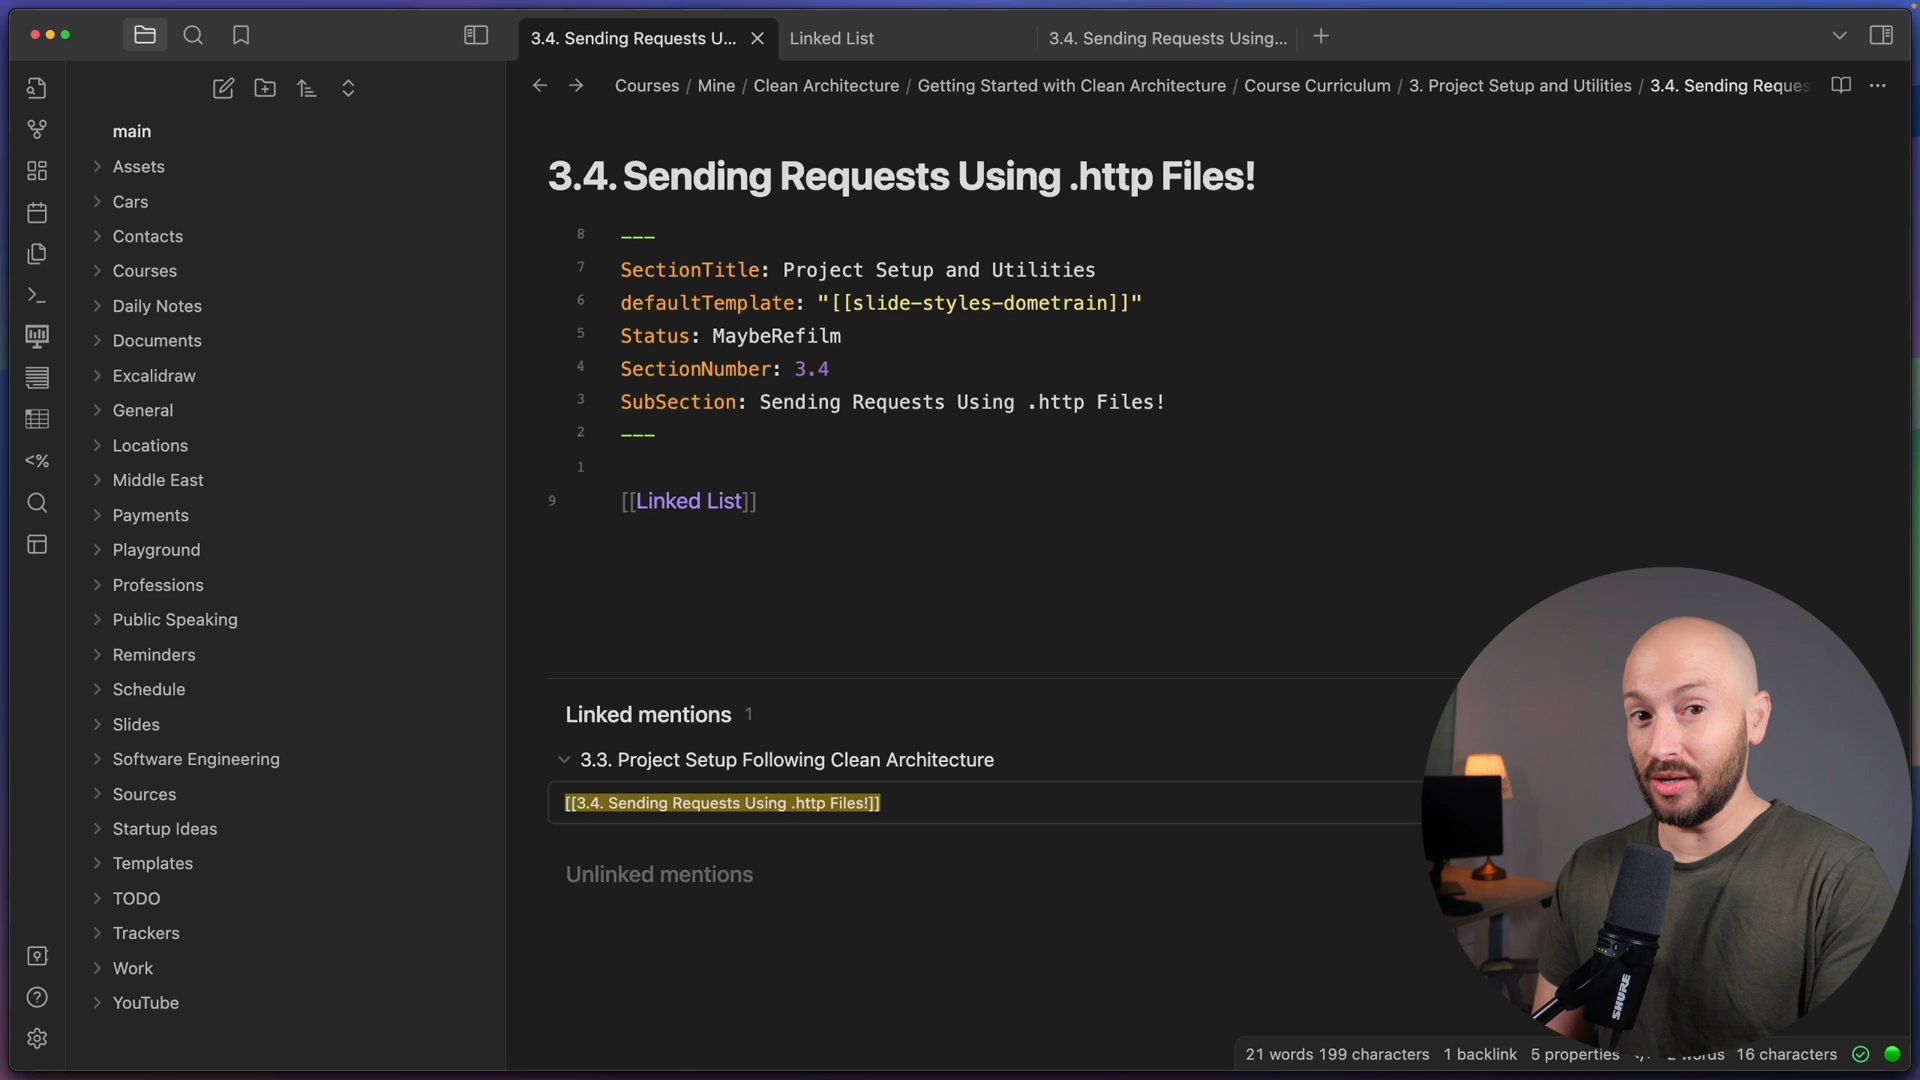 3.4. Sending Requests U...
Linked List
3.4. Sending Requests Using...
Courses / Mine / Clean Architecture / Getting Started with Clean Architecture / Course Curriculum / 3. Project Setup and Utilities / 3.4. Sending Reques
main
Assets
Cars
Contacts
Courses
Daily Notes
Documents
Excalidraw
General
Locations
Middle East
Payments
Playground
Professions
Public Speaking
Reminders
Schedule
Slides
Software Engineering
Sources
Startup Ideas
Templates
TODO
Trackers
Work
YouTube
<%
3.4. Sending Requests Using .http Files!
8 ---
7 SectionTitle: Project Setup and Utilities
6 defaultTemplate: "[[slide-styles-dometrain]]"
5 Status: MaybeRefilm
4 SectionNumber: 3.4
3 SubSection: Sending Requests Using .http Files!
2 ---
1
9 [[Linked List]]
Linked mentions 1
3.3. Project Setup Following Clean Architecture
[[3.4. Sending Requests Using .http Files!]]
Unlinked mentions
SHURE
21 words 199 characters 1 backlink 5 properties words 16 characters